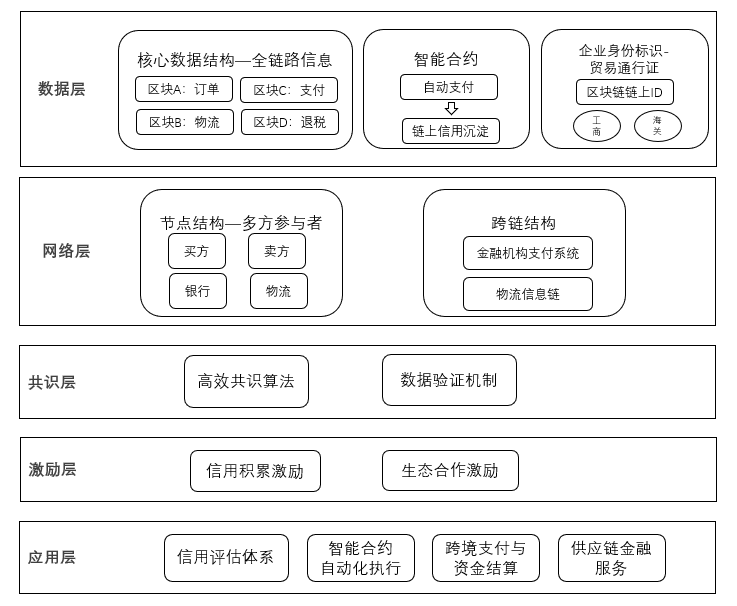 数据层
核心数据结构—全链路信息
区块A：订单
区块C：支付
区块B：物流
区块D：退税
智能合约
自动支付
链上信用沉淀
企业身份标识-
贸易通行证
区块链链上ID
工
商
海
关
网络层
节点结构—多方参与者
买方
卖方
银行
物流
跨链结构
金融机构支付系统
物流信息链
共识层
高效共识算法
数据验证机制
激励层
信用积累激励
生态合作激励
应用层
信用评估体系
智能合约
自动化执行
跨境支付与
资金结算
供应链金融
服务